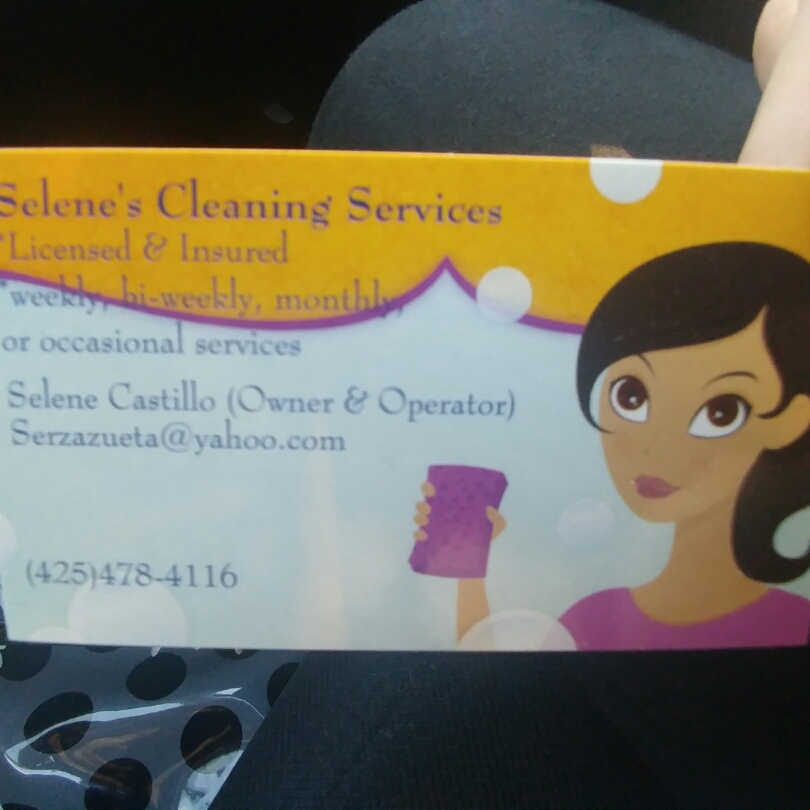 Selene's Cleaning Services
*Licensed & Insured
*weekly, bi-weekly, monthly,
or occasional services
Selene Castillo (Owner & Operator)
Serzazueta@yahoo.com
(425)478-4116